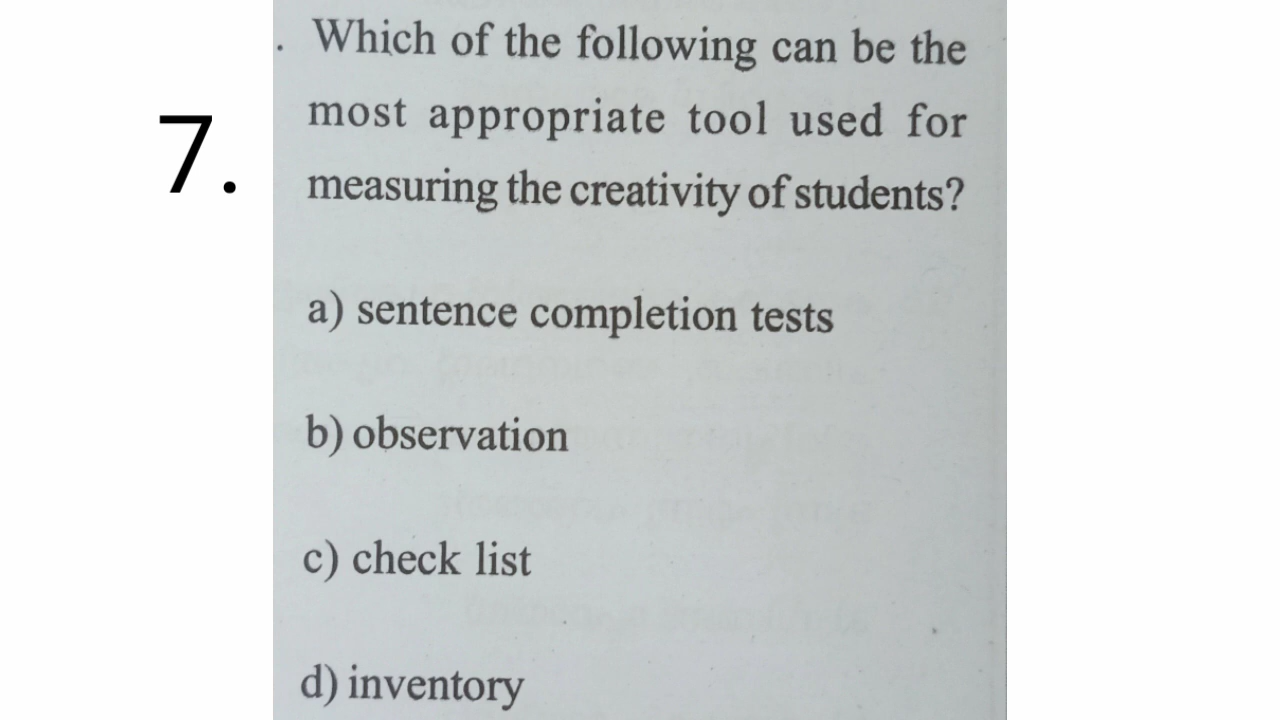 7.
. Which of the following can be the
most appropriate tool used for
measuring the creativity of students?
a) sentence completion tests
b) observation
c) check list
d) inventory